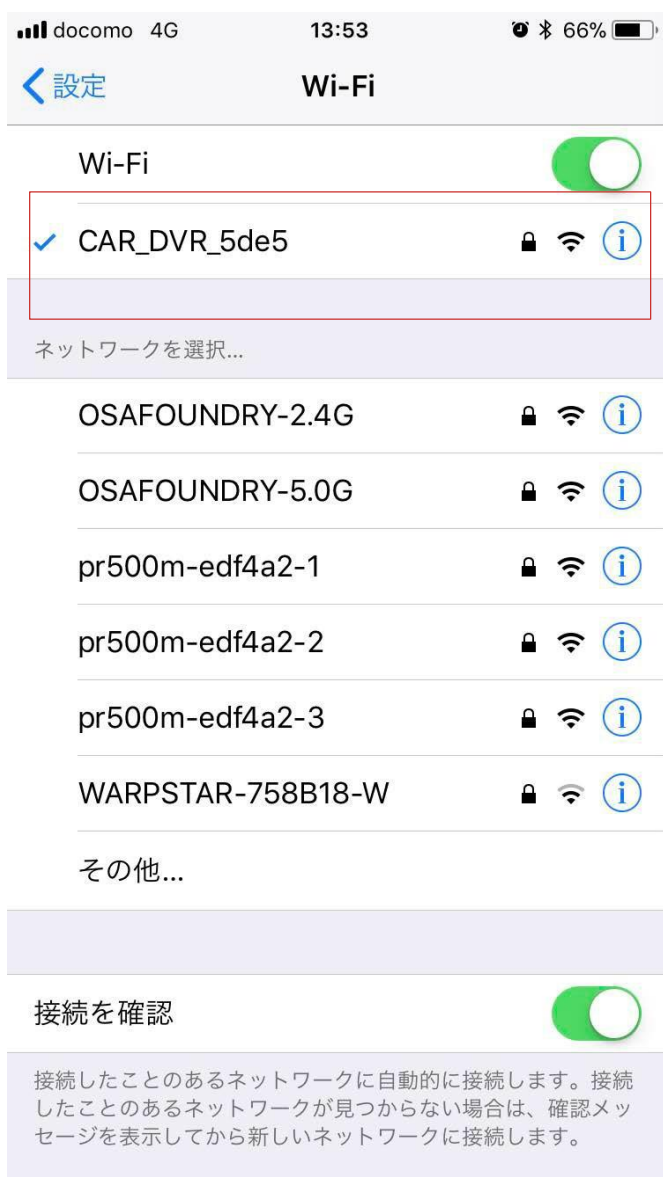 docomo 4G 13:53 66%
設定 Wi-Fi
Wi-Fi
CAR_DVR_5de5
ネットワークを選択...
OSAFOUNDRY-2.4G
OSAFOUNDRY-5.0G
pr500m-edf4a2-1
pr500m-edf4a2-2
pr500m-edf4a2-3
WARPSTAR-758B18-W
その他...
接続を確認
接続したことのあるネットワークに自動的に接続します。接続
したことのあるネットワークが見つからない場合は、確認メッ
セージを表示してから新しいネットワークに接続します。